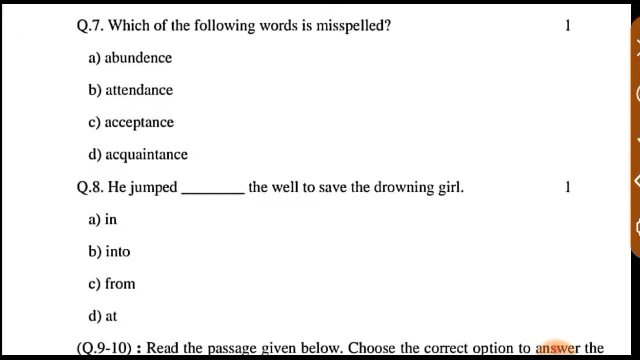 Q.7. Which of the following words is misspelled? 1
a) abundence
b) attendance
c) acceptance
d) acquaintance
Q.8. He jumped ________ the well to save the drowning girl. 1
a) in
b) into
c) from
d) at
(Q.9-10) : Read the passage given below. Choose the correct option to answer the